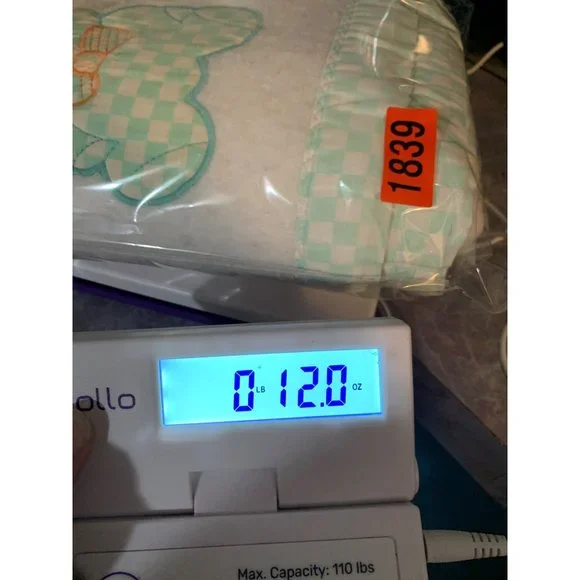 1839
ollo
0 LB 12.0 OZ
Max. Capacity: 110 lbs